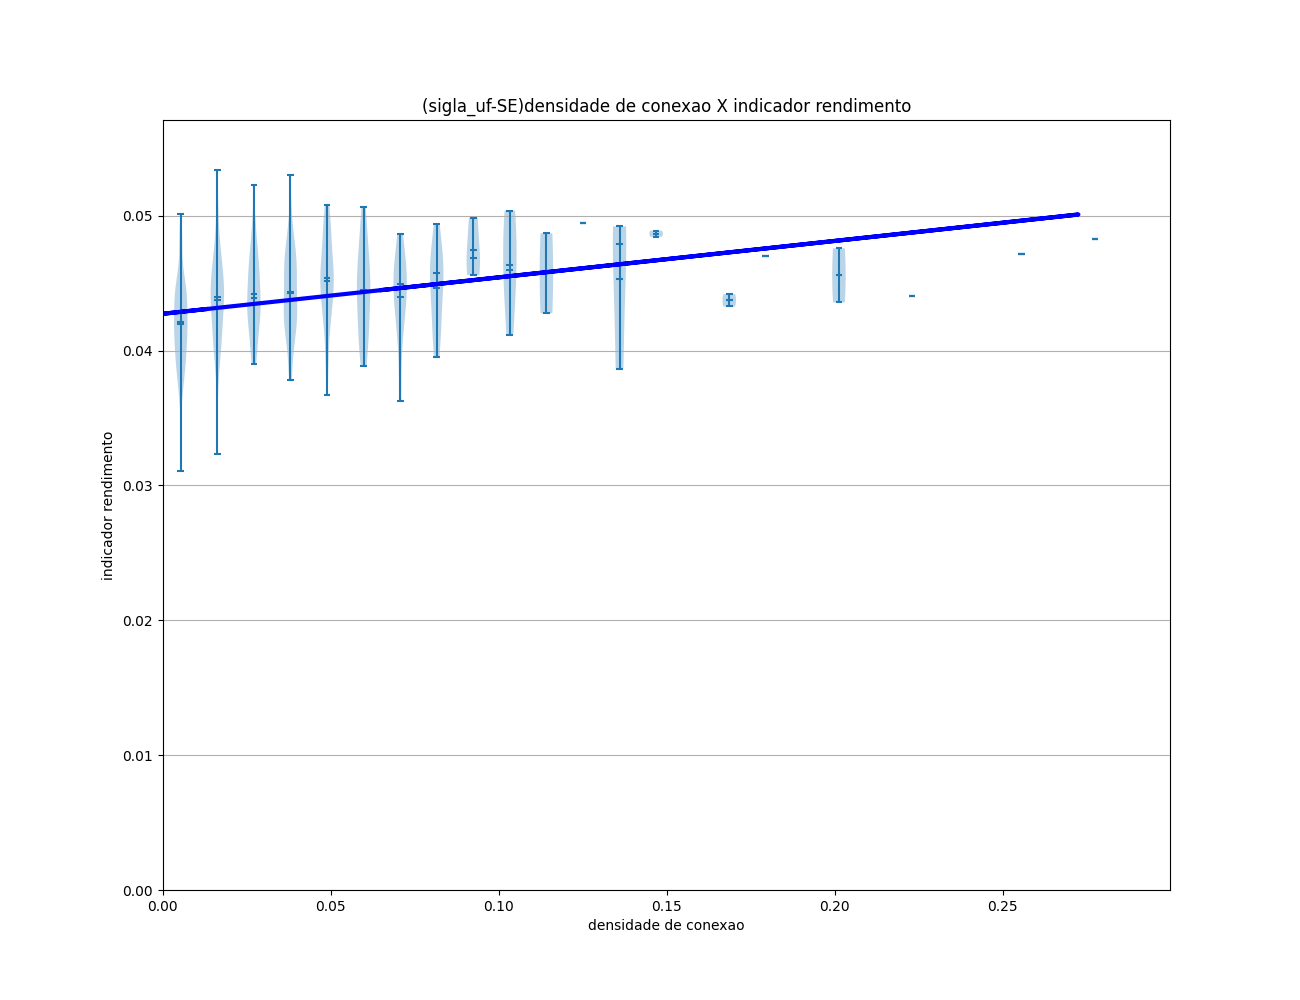 (sigla_uf-SE)densidade de conexao X indicador rendimento
0.05
0.04
0.03
0.02
0.01
0.00
indicador rendimento
0.00 0.05 0.10 0.15 0.20 0.25
densidade de conexao